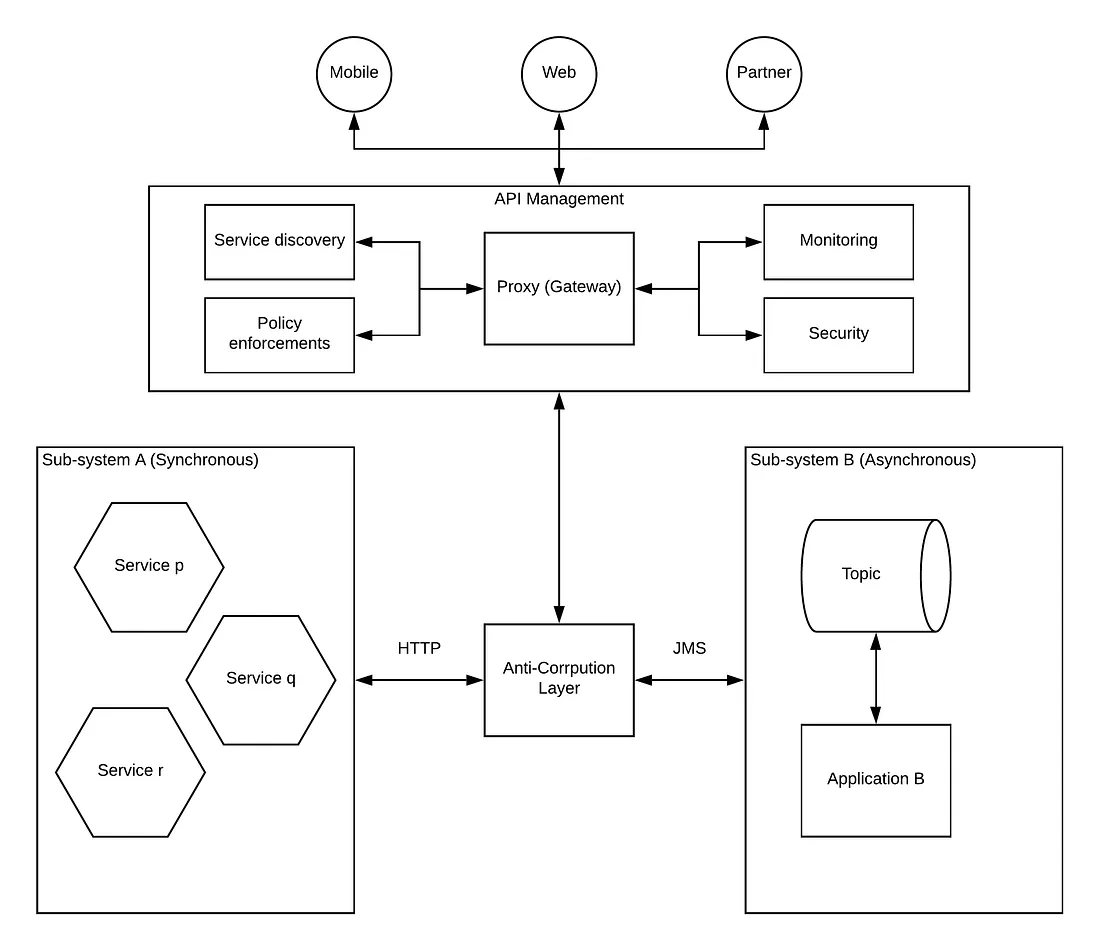 Mobile
Web
Partner
API Management
Service discovery
Proxy (Gateway)
Monitoring
Policy
enforcements
Security
Sub-system A (Synchronous)
Service p
Service q
Service r
HTTP
Anti-Corrpution
Layer
JMS
Sub-system B (Asynchronous)
Topic
Application B